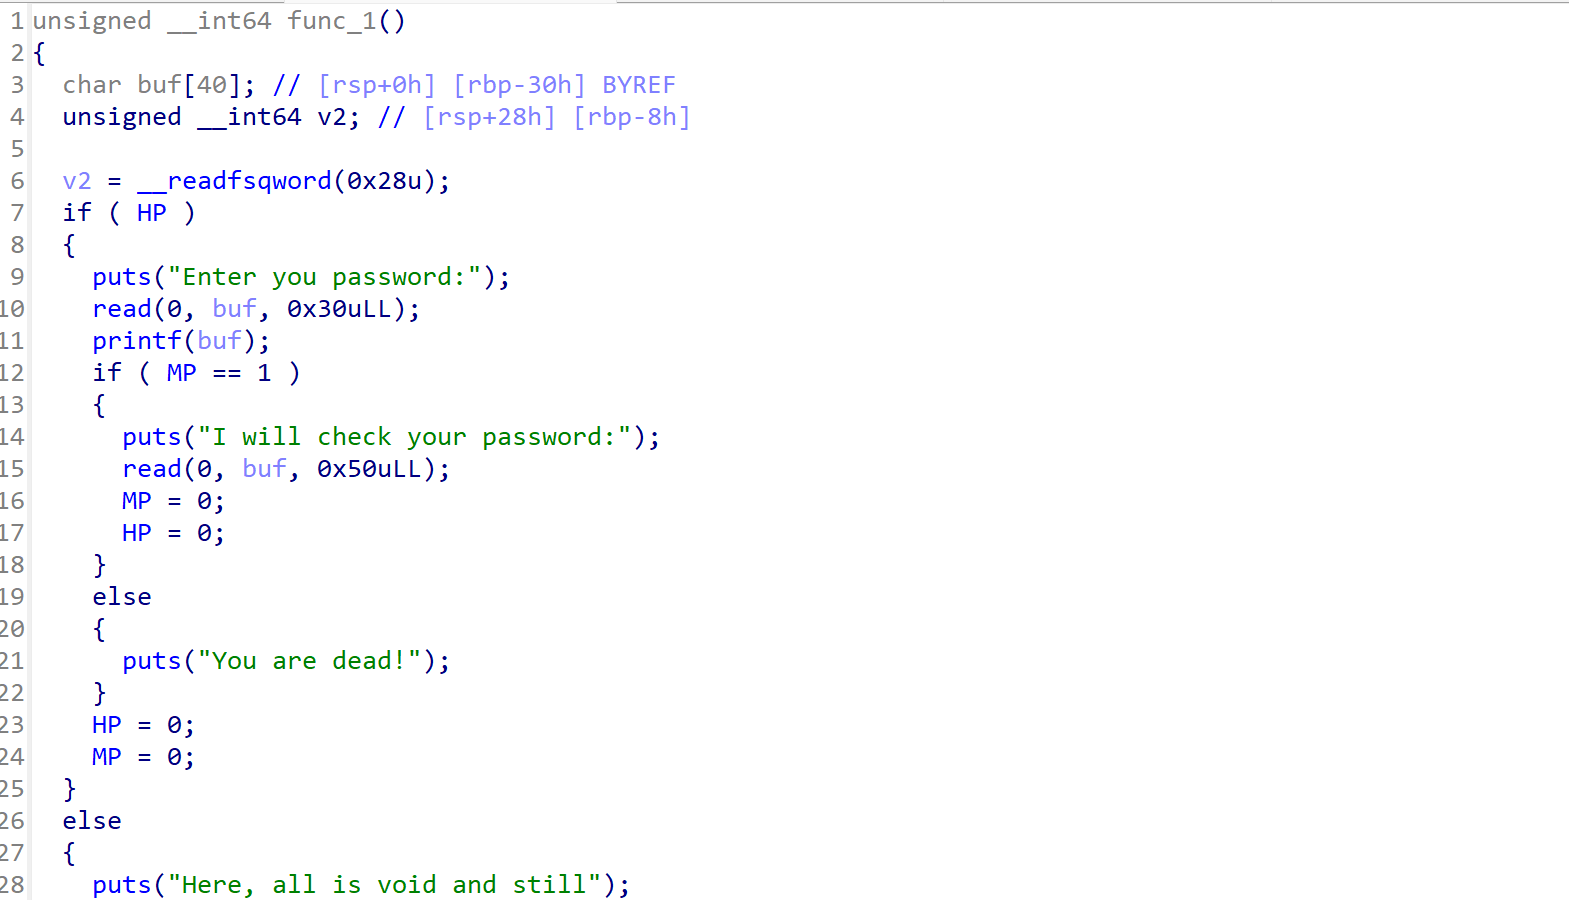 1 unsigned __int64 func_1()
2 {
3   char buf[40]; // [rsp+0h] [rbp-30h] BYREF
4   unsigned __int64 v2; // [rsp+28h] [rbp-8h]
5
6   v2 = __readfsqword(0x28u);
7   if ( HP )
8   {
9     puts("Enter you password:");
10     read(0, buf, 0x30uLL);
11     printf(buf);
12     if ( MP == 1 )
13     {
14       puts("I will check your password:");
15       read(0, buf, 0x50uLL);
16       MP = 0;
17       HP = 0;
18     }
19     else
20     {
21       puts("You are dead!");
22     }
23     HP = 0;
24     MP = 0;
25   }
26   else
27   {
28     puts("Here, all is void and still");